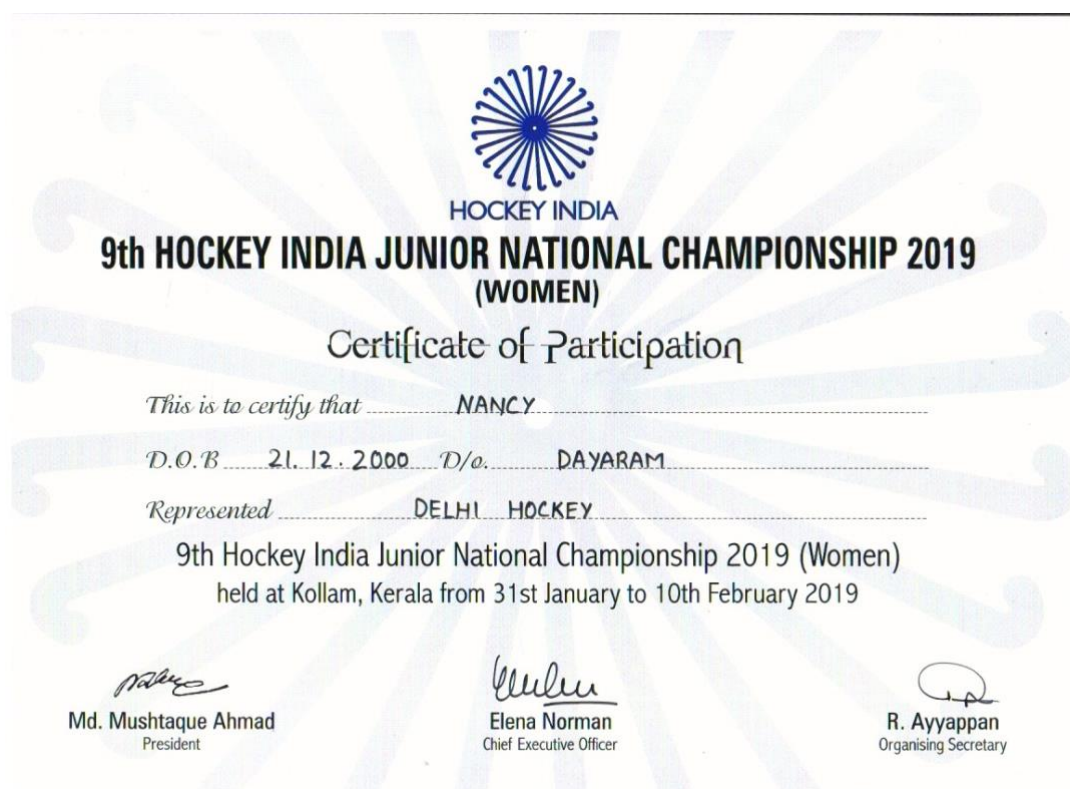 HOCKEY INDIA
9th HOCKEY INDIA JUNIOR NATIONAL CHAMPIONSHIP 2019
(WOMEN)
Certificate of Participation
This is to certify that NANCY
D.O.B 21.12.2000 D/o. DAYARAM
Represented DELHI HOCKEY
9th Hockey India Junior National Championship 2019 (Women)
held at Kollam, Kerala from 31st January to 10th February 2019
Md. Mushtaque Ahmad Elena Norman R. Ayyappan
President Chief Executive Officer Organising Secretary